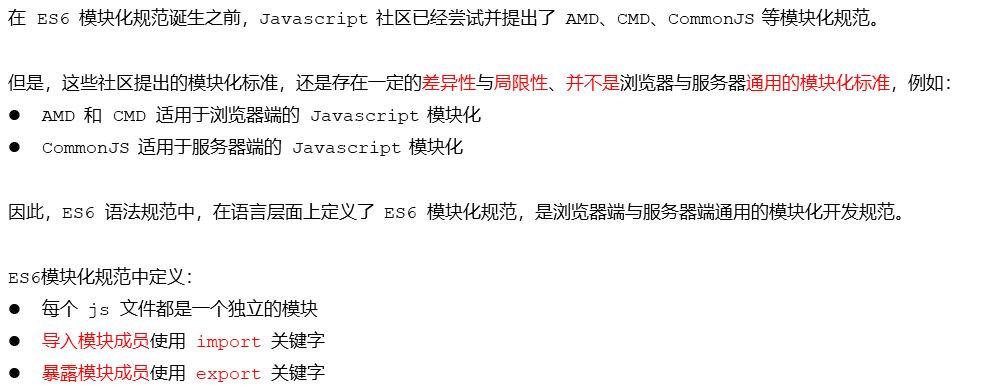 在 ES6 模块化规范诞生之前，Javascript 社区已经尝试并提出了 AMD、CMD、CommonJS 等模块化规范。
但是，这些社区提出的模块化标准，还是存在一定的差异性与局限性、并不是浏览器与服务器通用的模块化标准，例如：
● AMD 和 CMD 适用于浏览器端的 Javascript 模块化
● CommonJS 适用于服务器端的 Javascript 模块化
因此，ES6 语法规范中，在语言层面上定义了 ES6 模块化规范，是浏览器端与服务器端通用的模块化开发规范。
ES6模块化规范中定义：
● 每个 js 文件都是一个独立的模块
● 导入模块成员使用 import 关键字
● 暴露模块成员使用 export 关键字